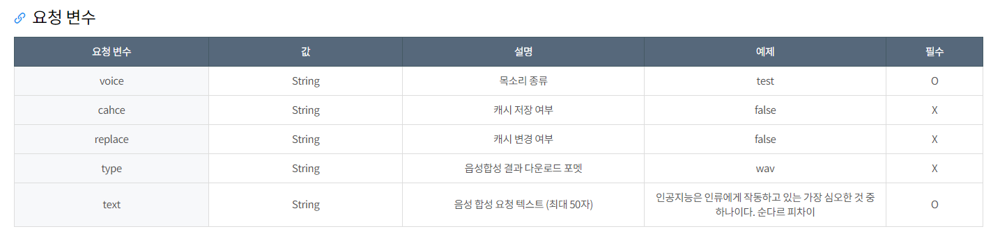 요청 변수
요청 변수 값 설명 예제 필수
voice String 목소리 종류 test O
cahce String 캐시 저장 여부 false X
replace String 캐시 변경 여부 false X
type String 음성합성 결과 다운로드 포멧 wav X
text String 음성 합성 요청 텍스트 (최대 50자) 인공지능은 인류에게 작동하고 있는 가장 심오한 것 중
하나이다. 순다르 피차이 O